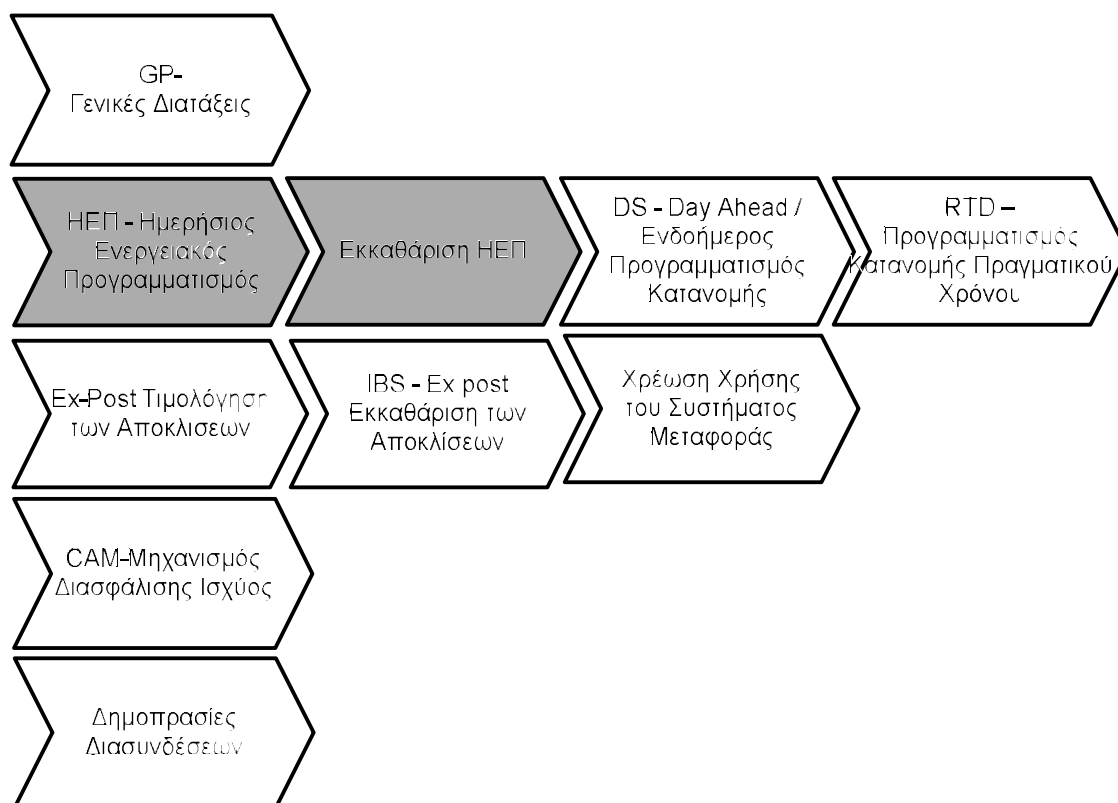 GP-
Γενικές Διατάξεις
ΗΕΠ - Ημερήσιος
Ενεργειακός
Προγραμματισμός
Εκκαθάριση ΗΕΠ
DS - Day Ahead /
Ενδοήμερος
Προγραμματισμός
Κατανομής
RTD –
Προγραμματισμός
Κατανομής Πραγματικού
Χρόνου
Ex-Post Τιμολόγηση
των Αποκλισεων
IBS - Ex post
Εκκαθάριση των
Αποκλίσεων
Χρέωση Χρήσης
του Συστήματος
Μεταφοράς
CAM-Μηχανισμός
Διασφάλισης Ισχύος
Δημοπρασίες
Διασυνδέσεων